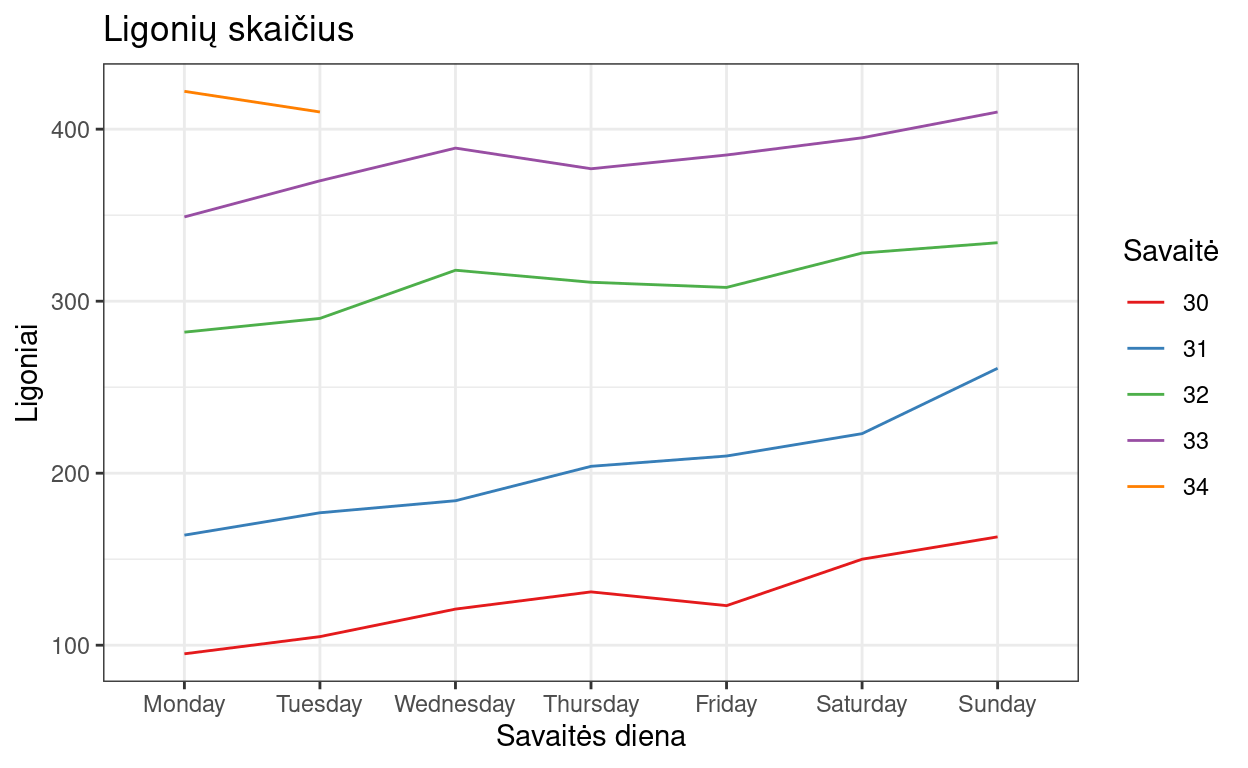 Ligonių skaičius
Ligoniai
400
300
200
100
Monday Tuesday Wednesday Thursday Friday Saturday Sunday
Savaitės diena
Savaitė
30
31
32
33
34